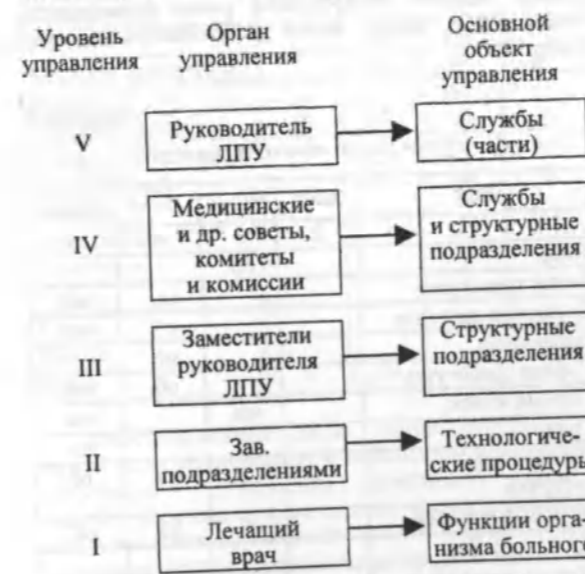 Уровень
управления
Орган
управления
Основной
объект
управления
V
Руководитель
ЛПУ
Службы
(части)
IV
Медицинские
и др. советы,
комитеты
и комиссии
Службы
и структурные
подразделения
III
Заместители
руководителя
ЛПУ
Структурные
подразделения
II
Зав.
подразделениями
Технологиче-
ские процедуры
I
Лечащий
врач
Функции орга-
низма больного